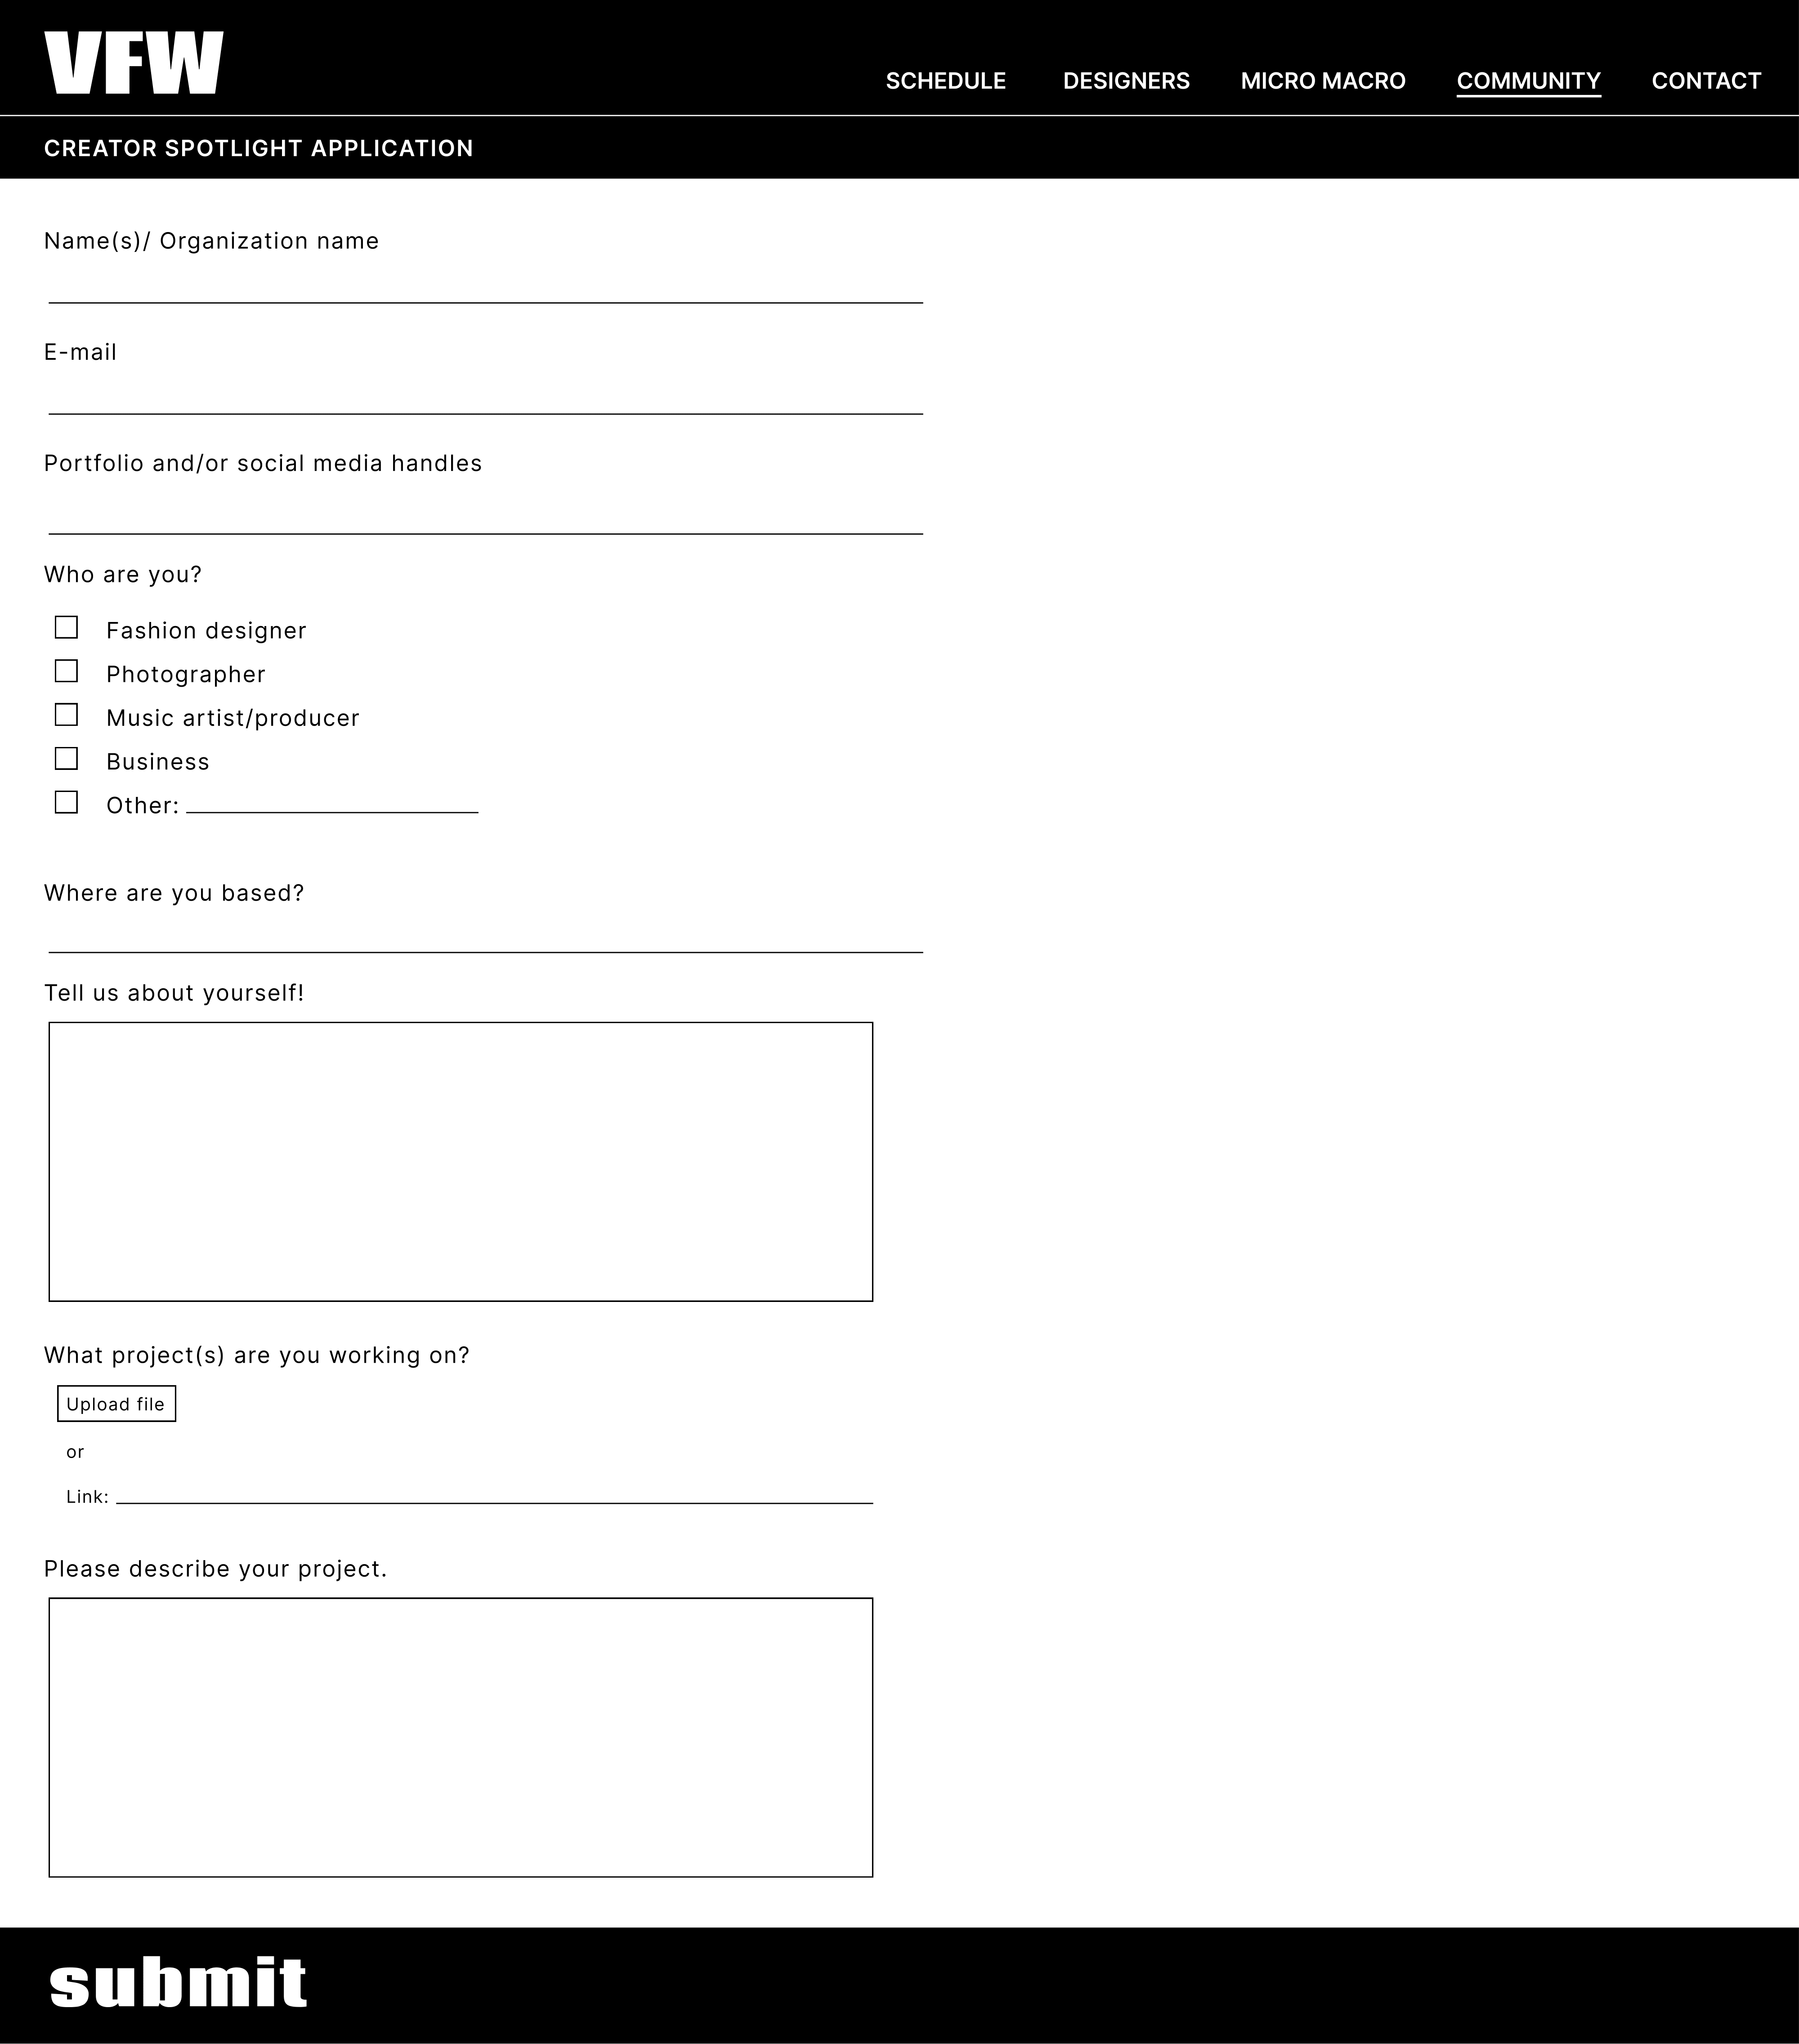 VFW
SCHEDULE DESIGNERS MICRO MACRO COMMUNITY CONTACT
CREATOR SPOTLIGHT APPLICATION
Name(s)/ Organization name
E-mail
Portfolio and/or social media handles
Who are you?
Fashion designer
Photographer
Music artist/producer
Business
Other:
Where are you based?
Tell us about yourself!
What project(s) are you working on?
Upload file
or
Link:
Please describe your project.
submit